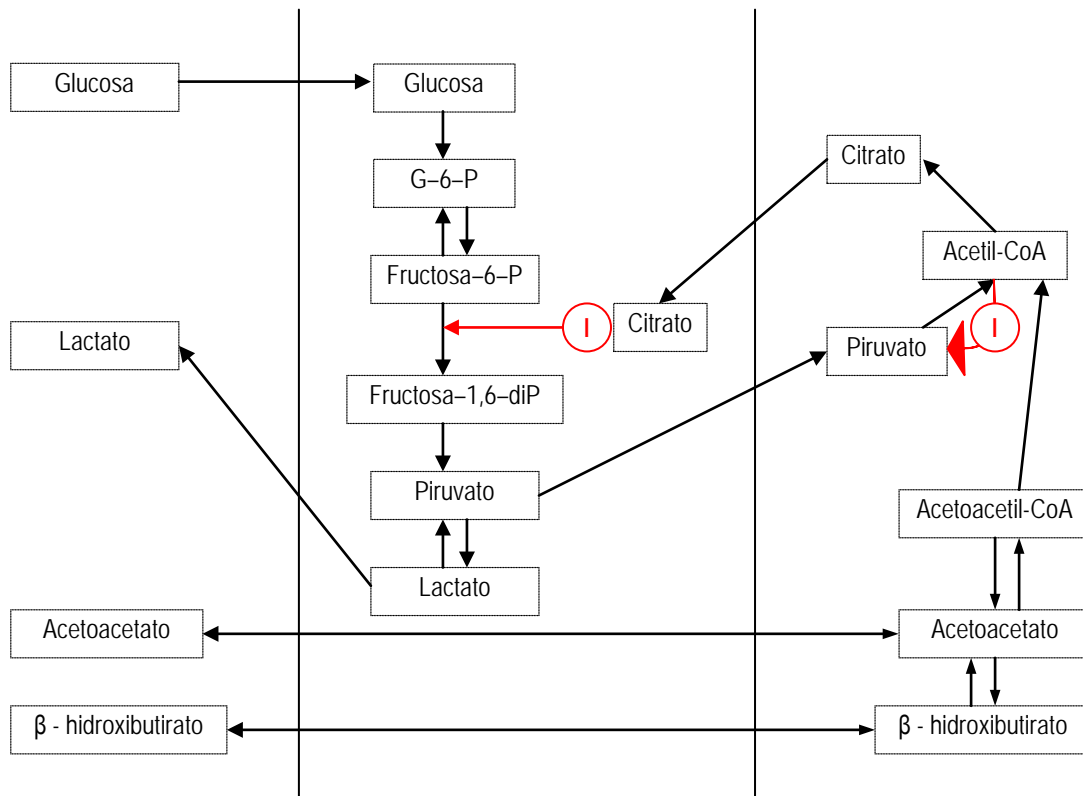 Glucosa
Glucosa
G–6–P
Citrato
Acetil-CoA
Fructosa–6–P
I
Citrato
I
Lactato
Piruvato
Fructosa–1,6–diP
Piruvato
Acetoacetil-CoA
Lactato
Acetoacetato
Acetoacetato
β - hidroxibutirato
β - hidroxibutirato